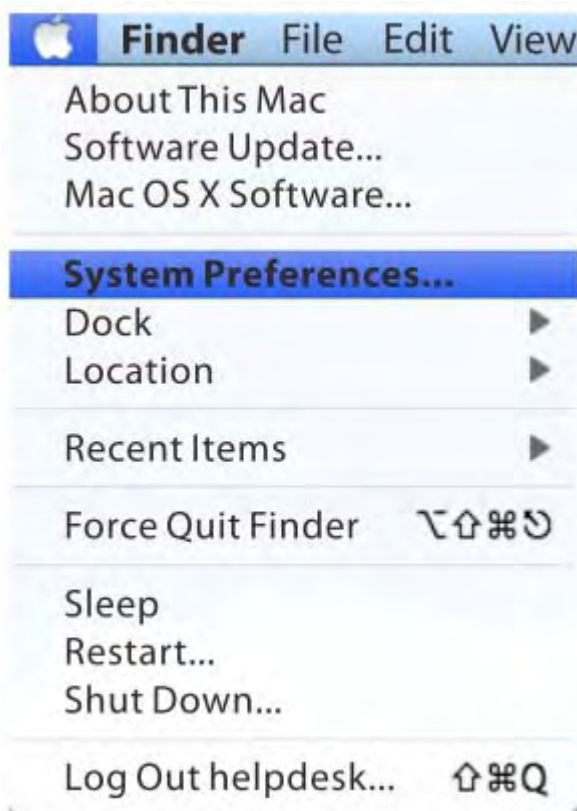 Finder File Edit View
About This Mac
Software Update...
Mac OS X Software...
System Preferences...
Dock ▶
Location ▶
Recent Items ▶
Force Quit Finder ⌥⇧⌘⎋
Sleep
Restart...
Shut Down...
Log Out helpdesk... ⇧⌘Q